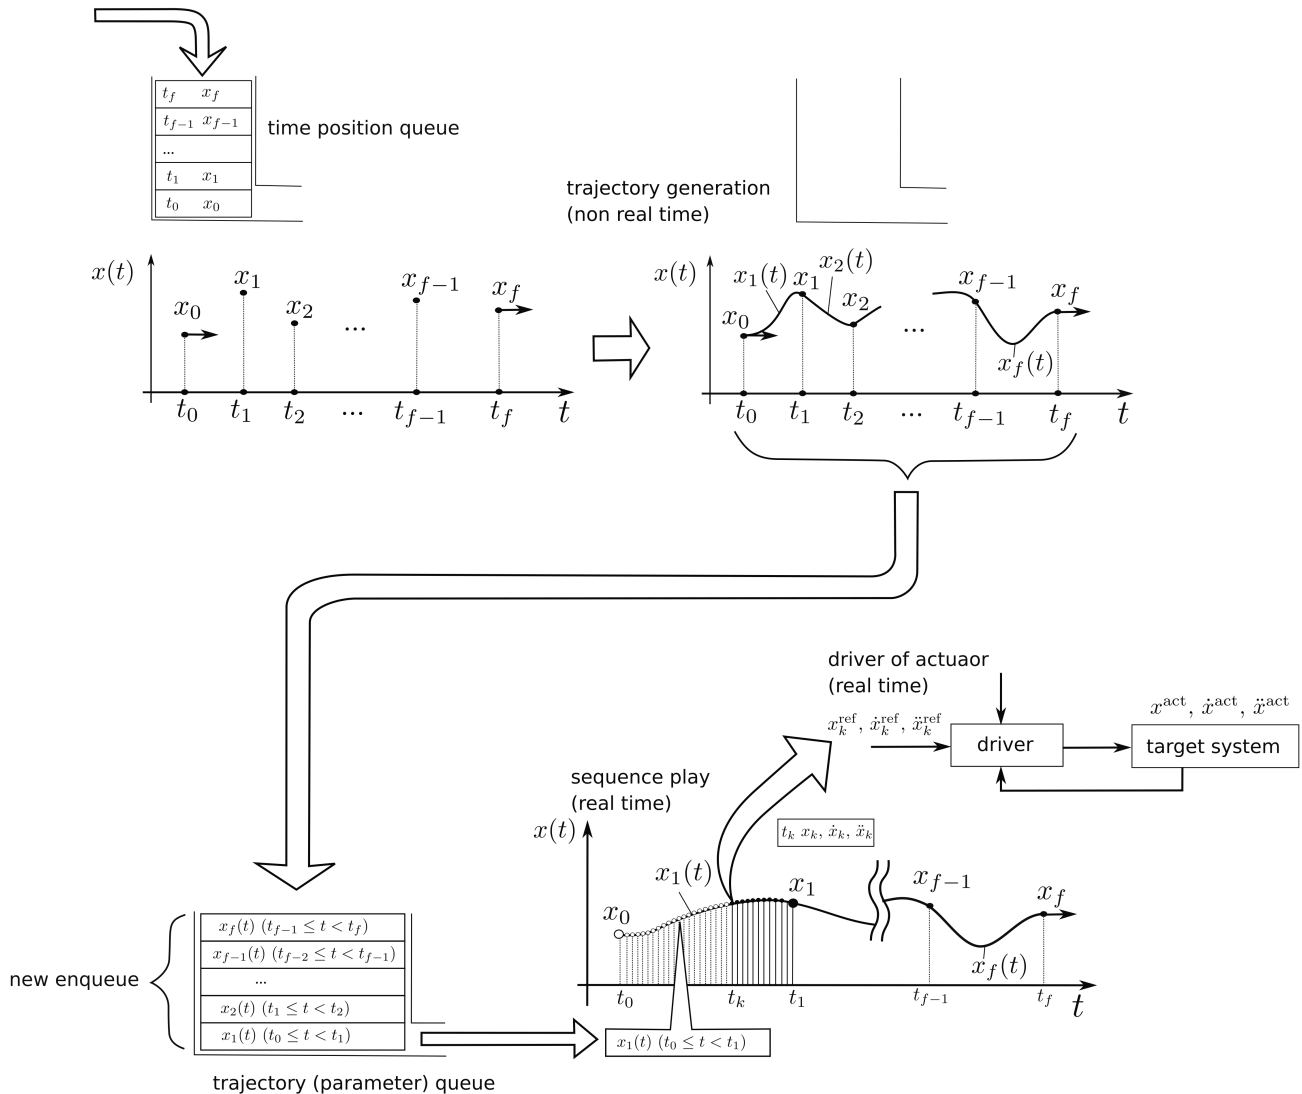 t_f x_f
t_{f−1} x_{f−1}
...
t_1 x_1
t_0 x_0
time position queue
trajectory generation
(non real time)
x(t)
x_0
x_1
x_2
...
x_{f−1}
x_f
t_0
t_1
t_2
...
t_{f−1}
t_f
t
x(t)
x_0
x_1(t)
x_1
x_2(t)
x_2
...
x_{f−1}
x_f(t)
x_f
t_0
t_1
t_2
...
t_{f−1}
t_f
t
driver of actuaor
(real time)
x_k^{ref}, ẋ_k^{ref}, ẍ_k^{ref}
driver
x^{act}, ẋ^{act}, ẍ^{act}
target system
sequence play
(real time)
x(t)
t_k x_k, ẋ_k, ẍ_k
x_0
x_1(t)
x_1
x_{f−1}
x_f(t)
x_f
t_0
t_k
t_1
t_{f−1}
t_f
t
x_1(t) (t_0 ≤ t < t_1)
new enqueue
x_f(t) (t_{f−1} ≤ t < t_f)
x_{f−1}(t) (t_{f−2} ≤ t < t_{f−1})
...
x_2(t) (t_1 ≤ t < t_2)
x_1(t) (t_0 ≤ t < t_1)
trajectory (parameter) queue